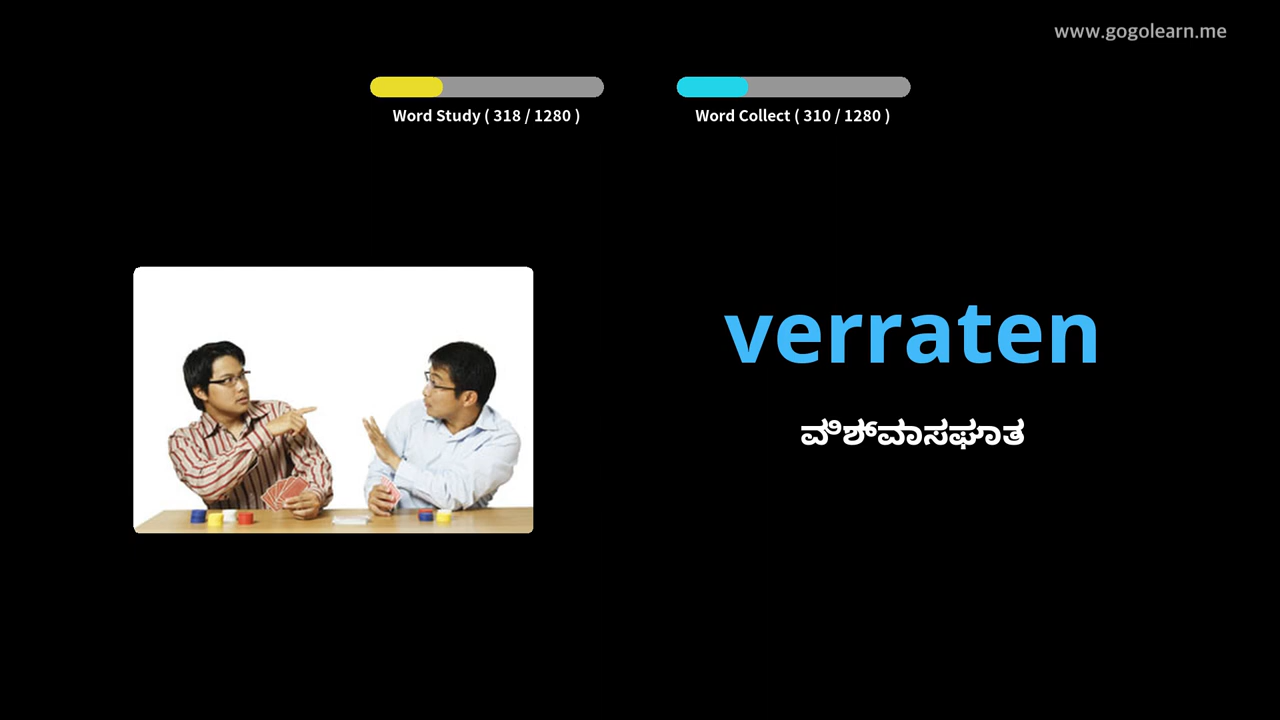 www.gogolearn.me
Word Study ( 318 / 1280 )
Word Collect ( 310 / 1280 )
verraten
ವಿಶ್ವಾಸಘಾತ